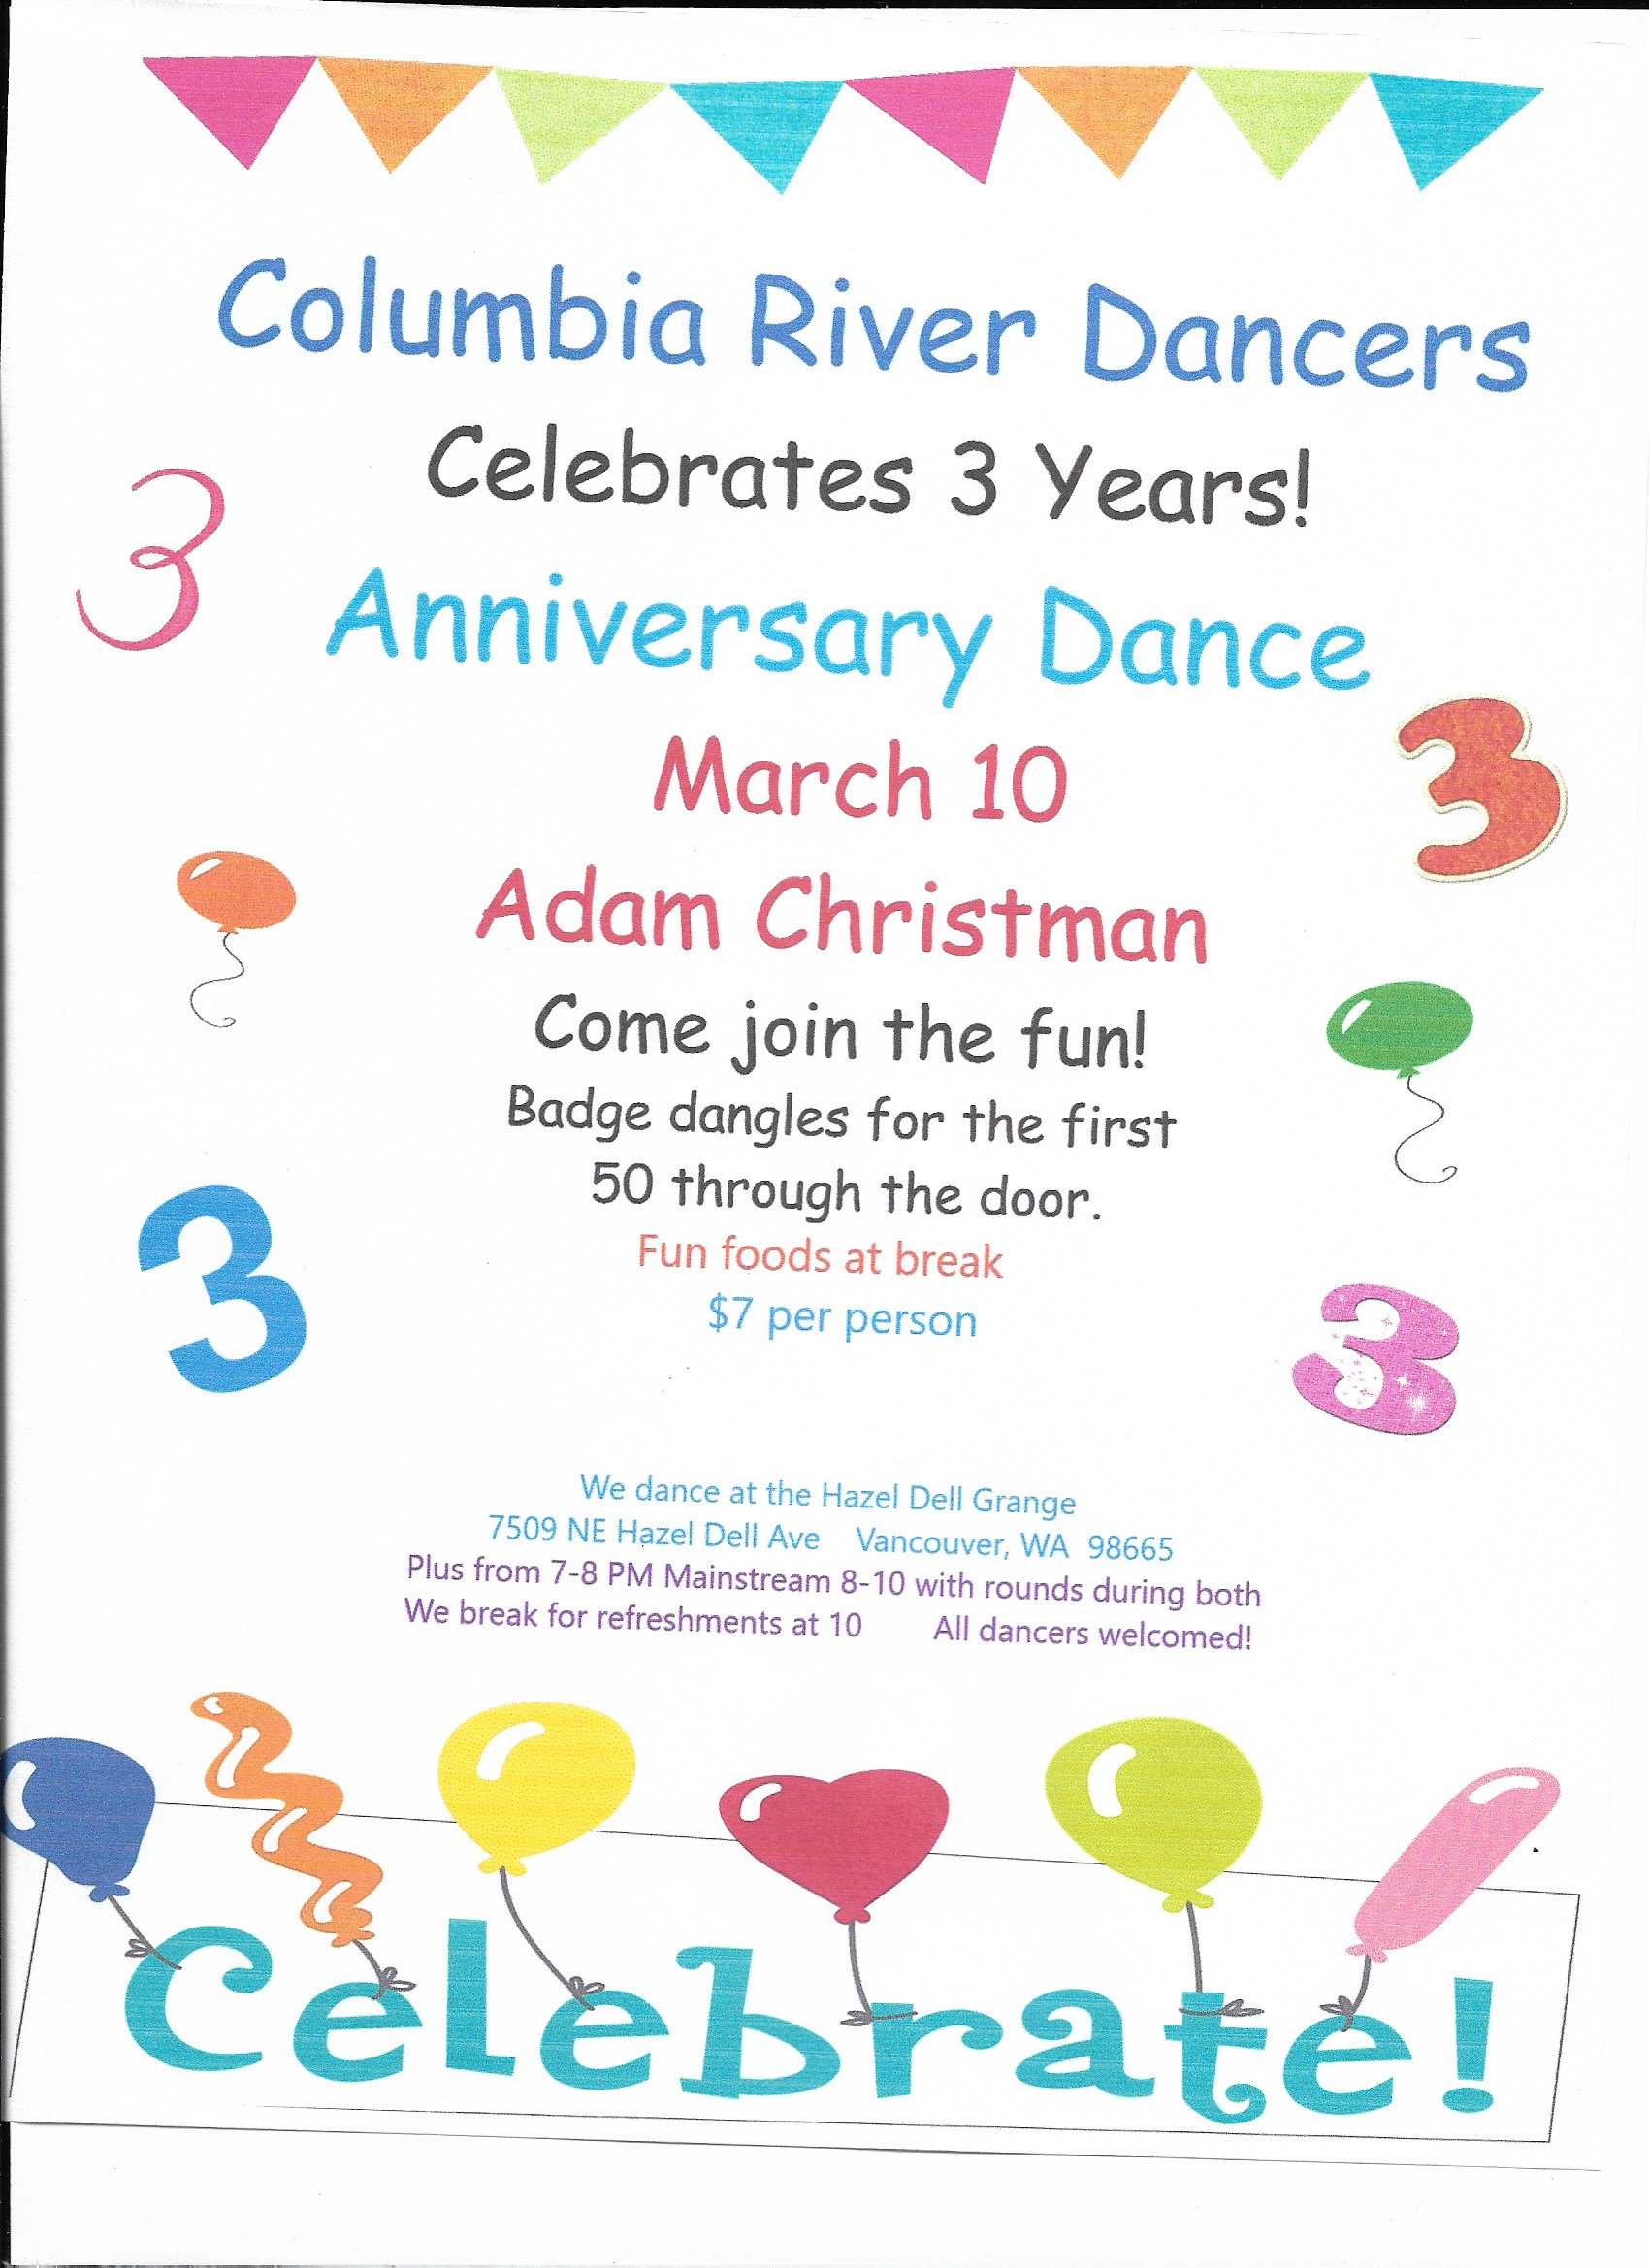 Columbia River Dancers
Celebrates 3 Years!
3
Anniversary Dance
3
March 10
Adam Christman
Come join the fun!
Badge dangles for the first
50 through the door.
3
Fun foods at break
$7 per person
3
We dance at the Hazel Dell Grange
7509 NE Hazel Dell Ave Vancouver, WA 98665
Plus from 7-8 PM Mainstream 8-10 with rounds during both
We break for refreshments at 10 All dancers welcomed!
Celebrate!